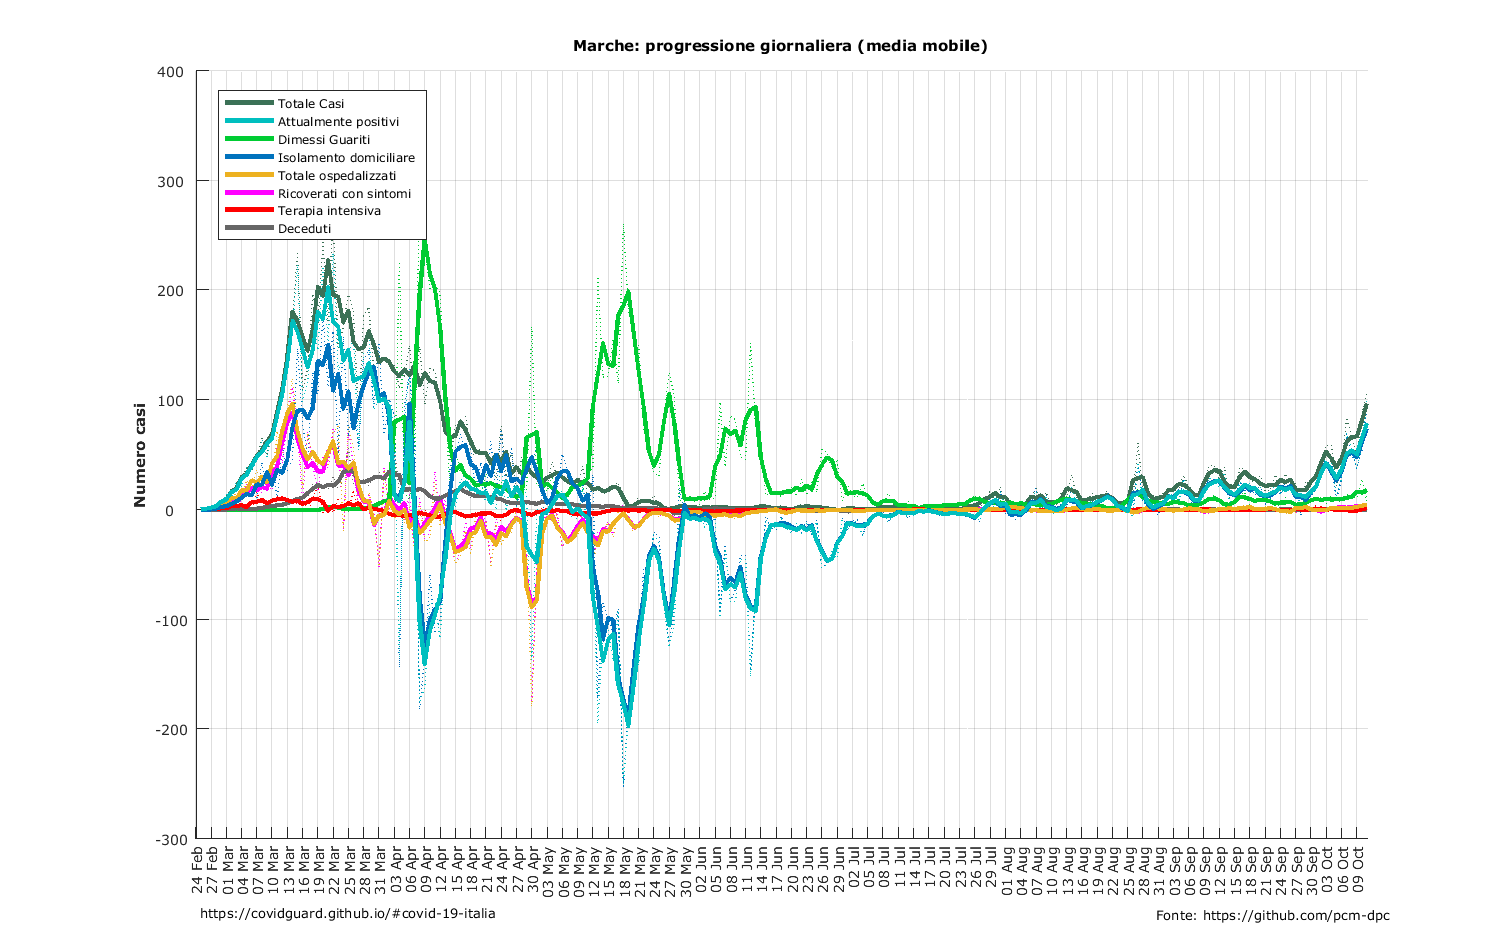 Marche: progressione giornaliera (media mobile)
400
300
200
100
0
-100
-200
-300
Numero casi
Totale Casi
Attualmente positivi
Dimessi Guariti
Isolamento domiciliare
Totale ospedalizzati
Ricoverati con sintomi
Terapia intensiva
Deceduti
24 Feb
27 Feb
01 Mar
04 Mar
07 Mar
10 Mar
13 Mar
16 Mar
19 Mar
22 Mar
25 Mar
28 Mar
31 Mar
03 Apr
06 Apr
09 Apr
12 Apr
15 Apr
18 Apr
21 Apr
24 Apr
27 Apr
30 Apr
03 May
06 May
09 May
12 May
15 May
18 May
21 May
24 May
27 May
30 May
02 Jun
05 Jun
08 Jun
11 Jun
14 Jun
17 Jun
20 Jun
23 Jun
26 Jun
29 Jun
02 Jul
05 Jul
08 Jul
11 Jul
14 Jul
17 Jul
20 Jul
23 Jul
26 Jul
29 Jul
01 Aug
04 Aug
07 Aug
10 Aug
13 Aug
16 Aug
19 Aug
22 Aug
25 Aug
28 Aug
31 Aug
03 Sep
06 Sep
09 Sep
12 Sep
15 Sep
18 Sep
21 Sep
24 Sep
27 Sep
30 Sep
03 Oct
06 Oct
09 Oct
https://covidguard.github.io/#covid-19-italia
Fonte: https://github.com/pcm-dpc